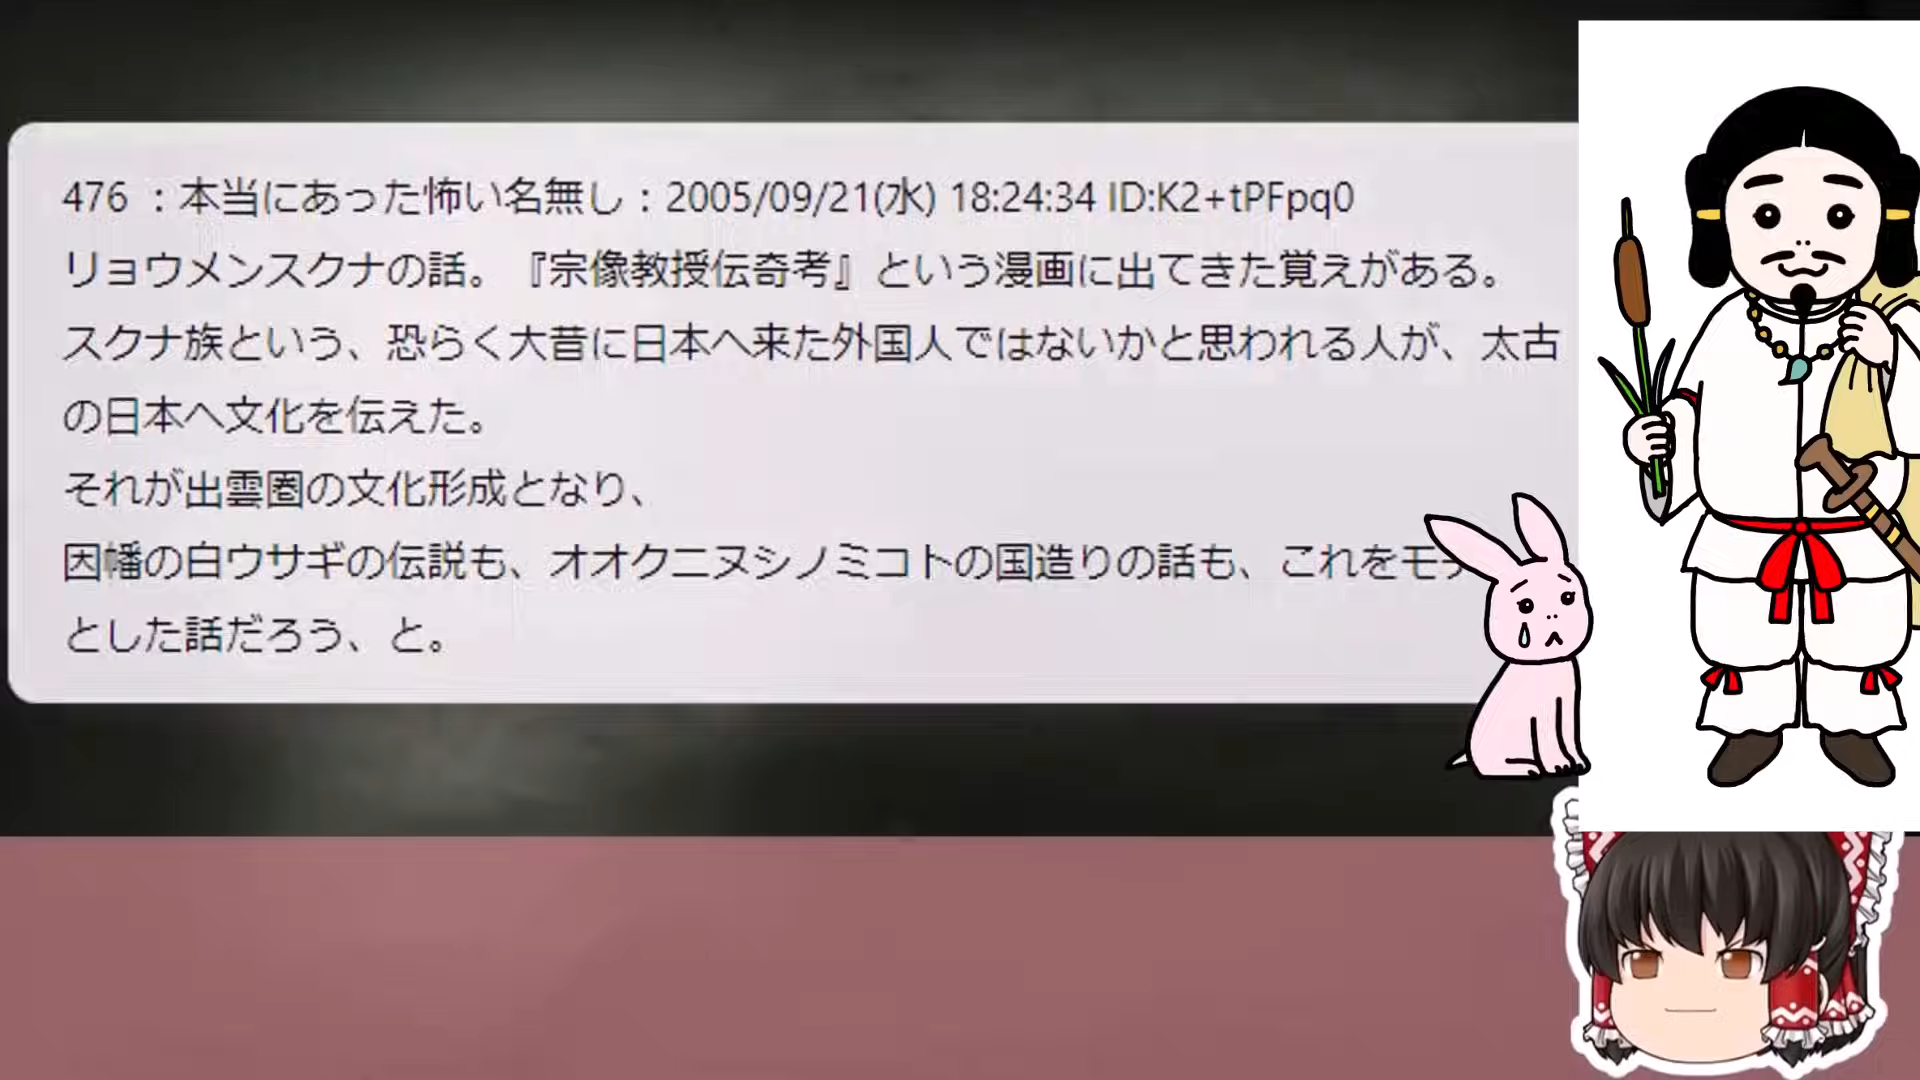 476 ：本当にあった怖い名無し：2005/09/21(水) 18:24:34 ID:K2+tPFpq0
リョウメンスクナの話。『宗像教授伝奇考』という漫画に出てきた覚えがある。
スクナ族という、恐らく大昔に日本へ来た外国人ではないかと思われる人が、太古
の日本へ文化を伝えた。
それが出雲圏の文化形成となり、
因幡の白ウサギの伝説も、オオクニヌシノミコトの国造りの話も、これをモチ
とした話だろう、と。